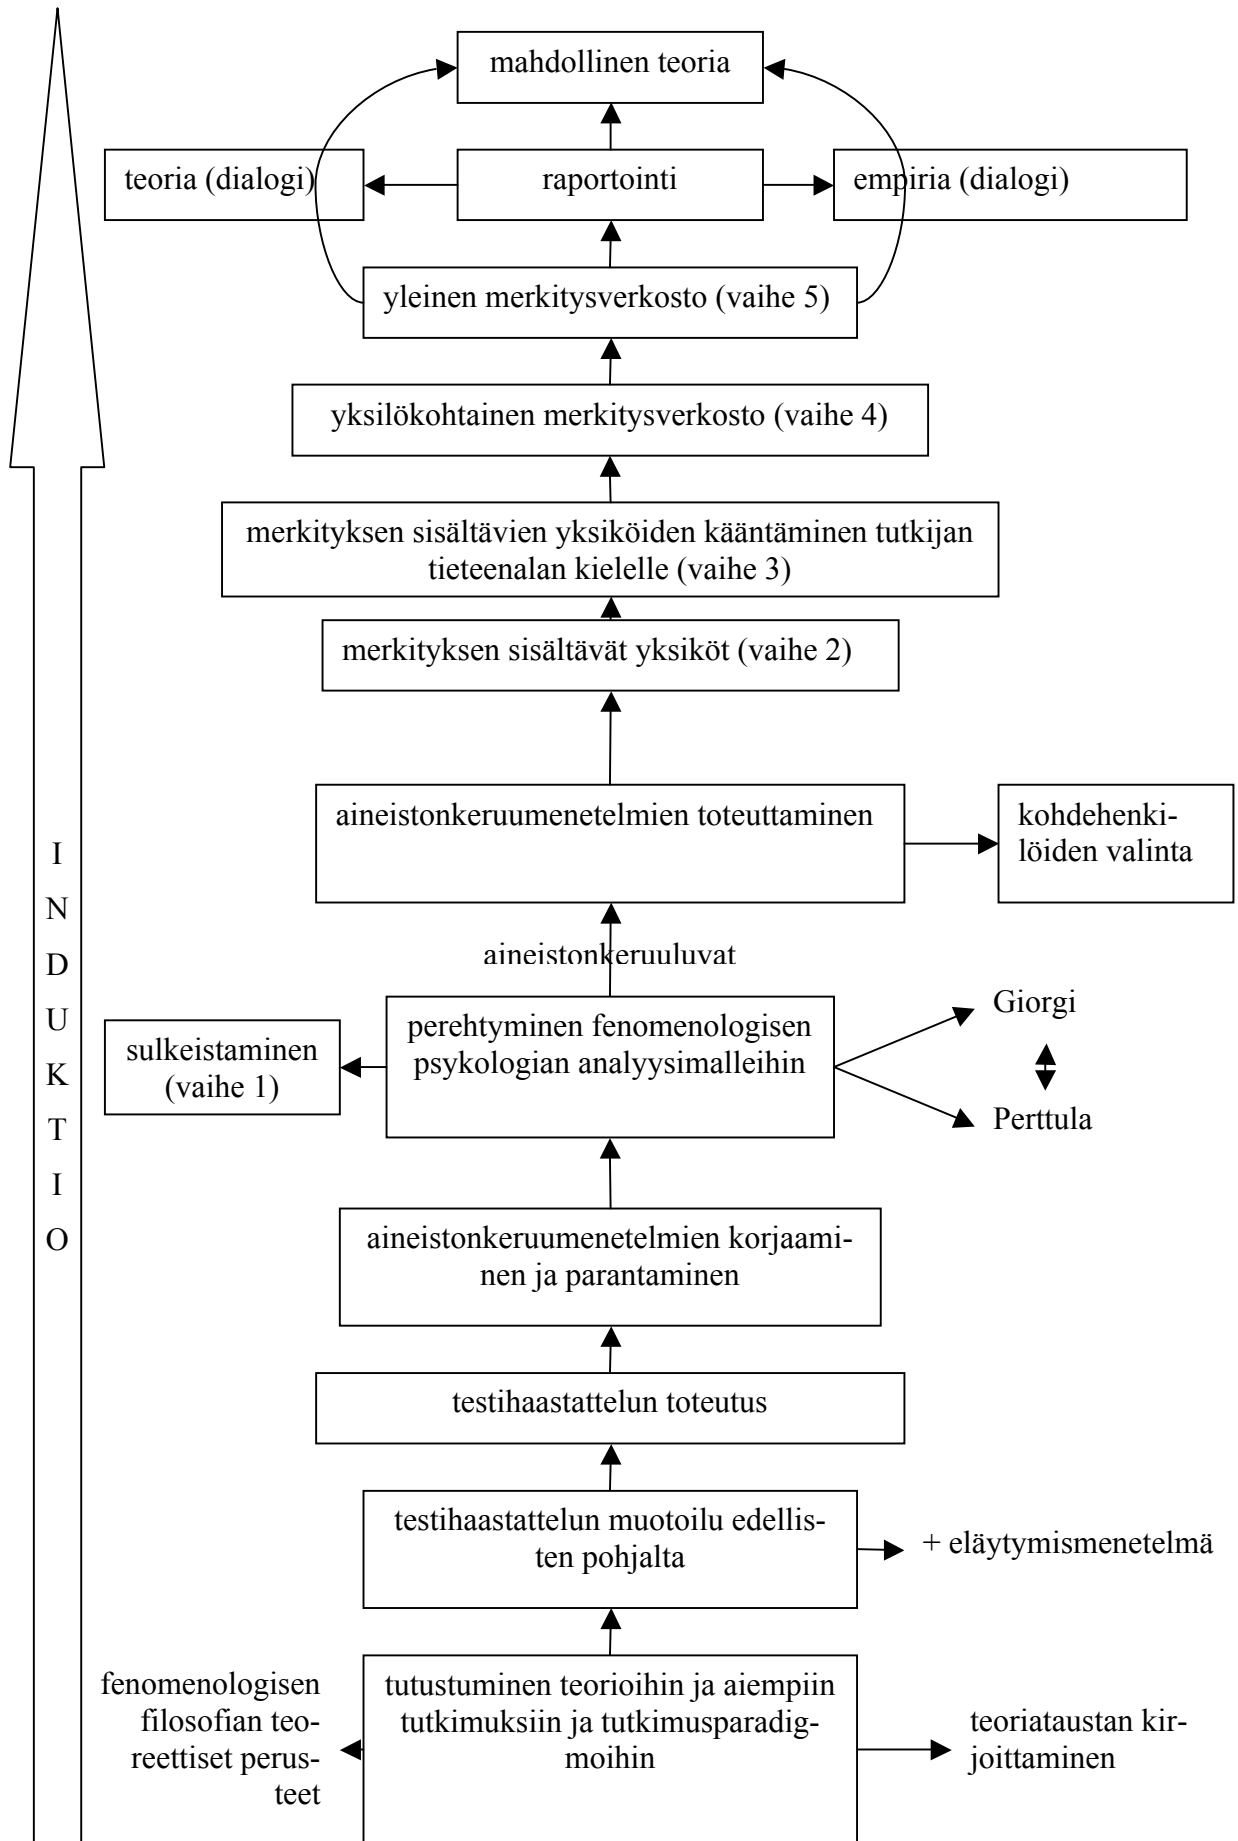 mahdollinen teoria
teoria (dialogi)
raportointi
empiria (dialogi)
yleinen merkitysverkosto (vaihe 5)
yksilökohtainen merkitysverkosto (vaihe 4)
merkityksen sisältävien yksiköiden kääntäminen tutkijan
tieteenalan kielelle (vaihe 3)
merkityksen sisältävät yksiköt (vaihe 2)
aineistonkeruumenetelmien toteuttaminen
kohdehenki-
löiden valinta
aineistonkeruuluvat
sulkeistaminen
(vaihe 1)
perehtyminen fenomenologisen
psykologian analyysimalleihin
Giorgi
Perttula
aineistonkeruumenetelmien korjaami-
nen ja parantaminen
testihaastattelun toteutus
testihaastattelun muotoilu edellis-
ten pohjalta
+ eläytymismenetelmä
fenomenologisen
filosofian teo-
reettiset perus-
teet
tutustuminen teorioihin ja aiempiin
tutkimuksiin ja tutkimusparadig-
moihin
teoriataustan kir-
joittaminen
I
N
D
U
K
T
I
O